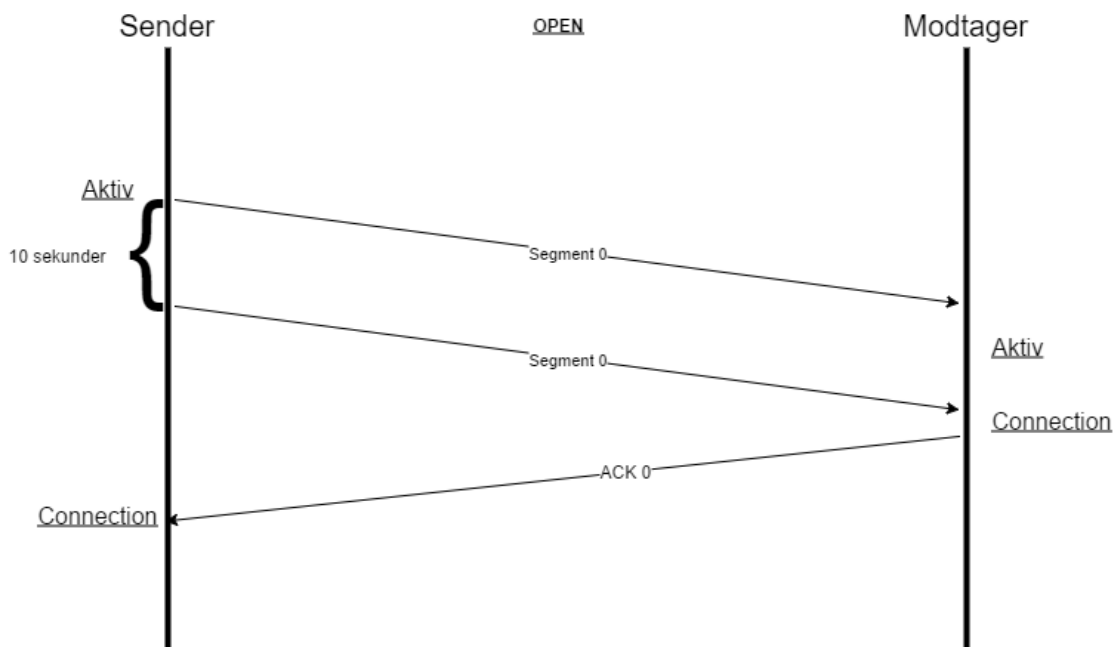 Sender
OPEN
Modtager
Aktiv
10 sekunder
Segment 0
Aktiv
Segment 0
Connection
ACK 0
Connection